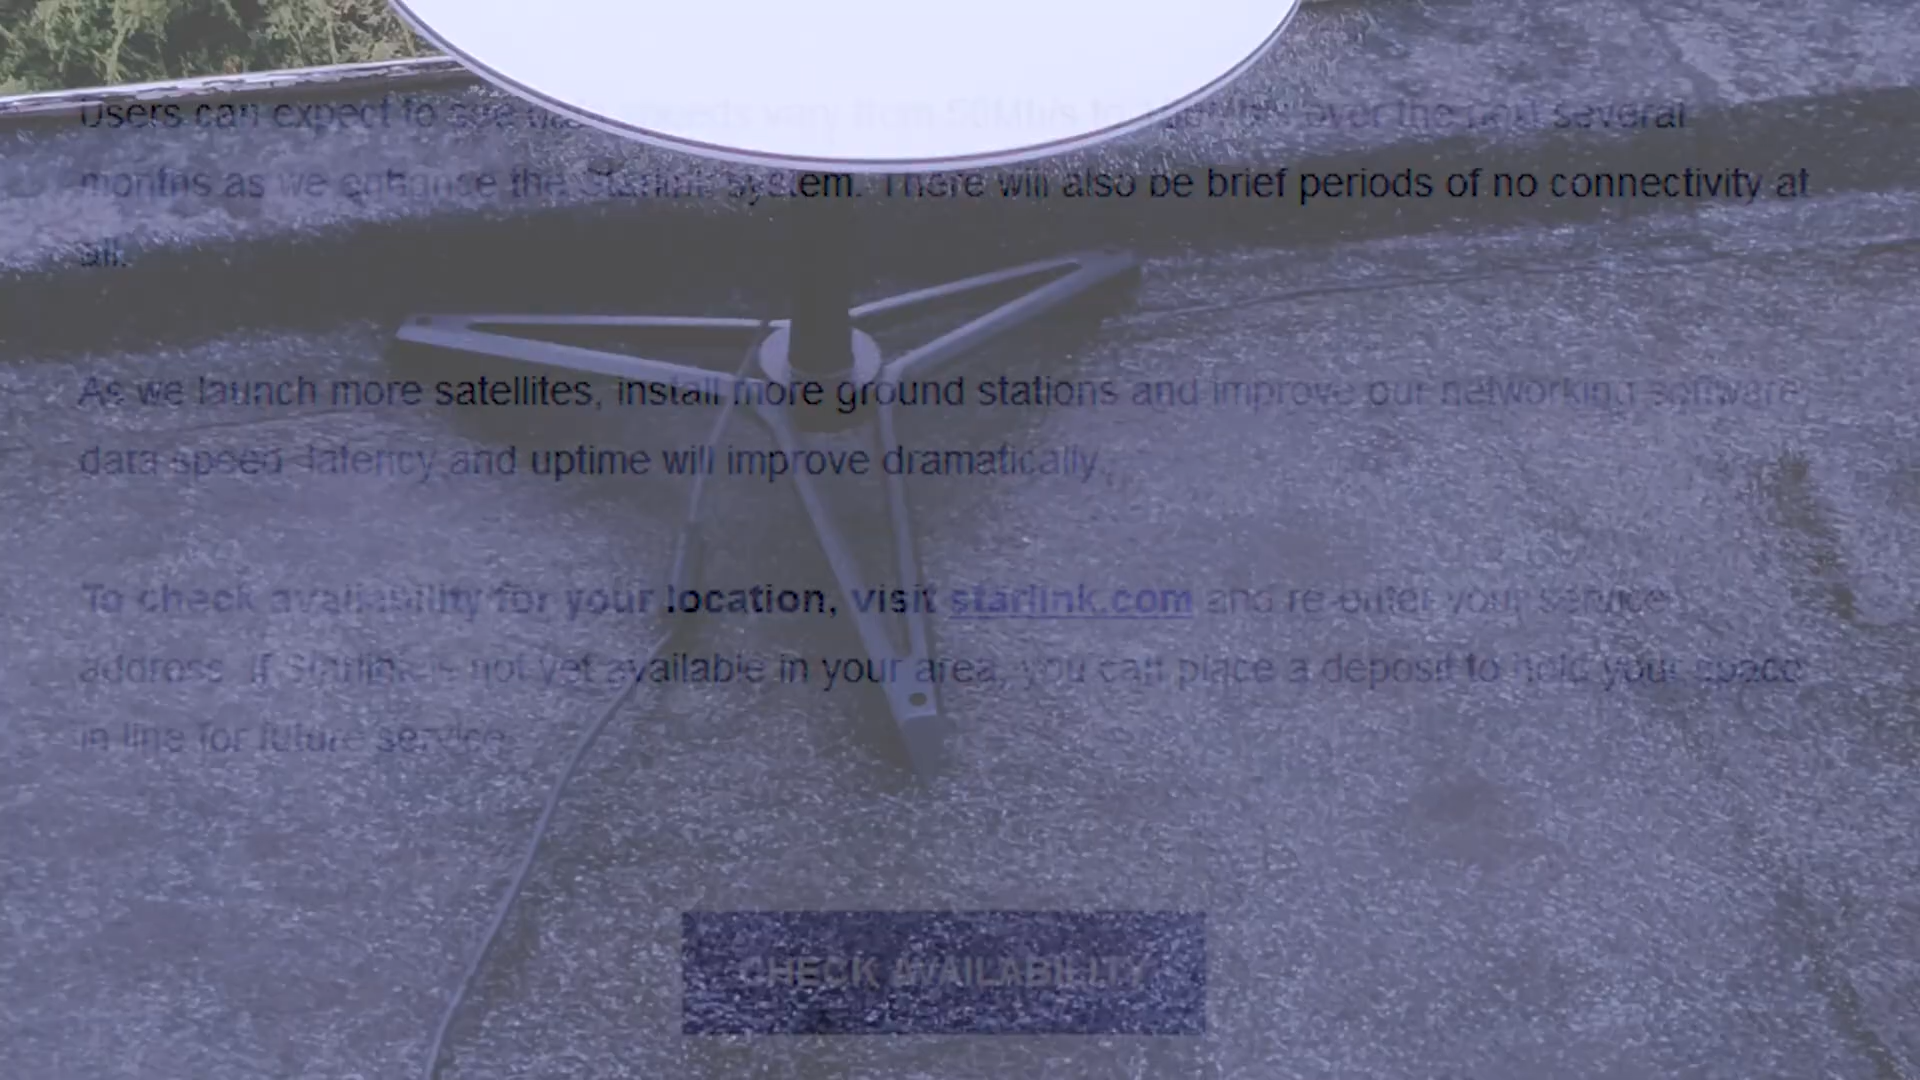 Users can expect to see data speeds vary from 50Mb/s to over the next several
months as we enhance the Starlink system. There will also be brief periods of no connectivity at
all.
As we launch more satellites, install more ground stations and improve our networking software,
data speed, latency and uptime will improve dramatically.
To check availability for your location, visit starlink.com and re-enter your service
address. If Starlink is not yet available in your area, you can place a deposit to hold your space
in line for future service.
CHECK AVAILABILITY